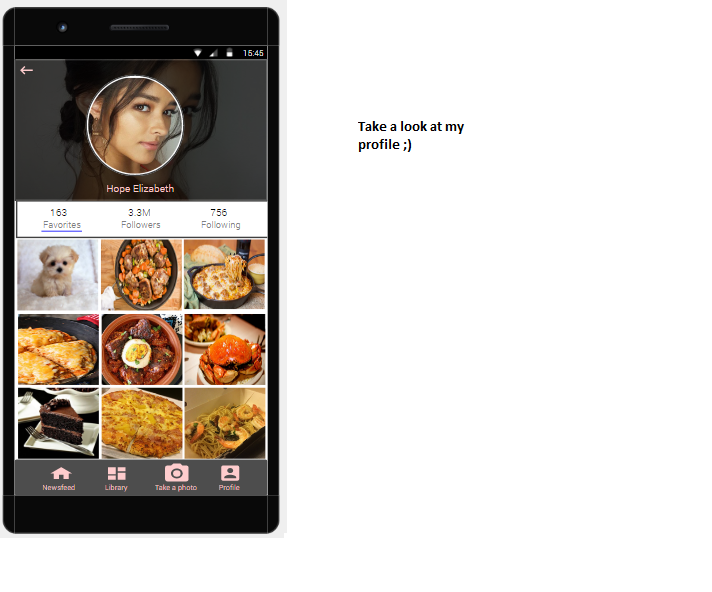 15:45
Take a look at my
profile ;)
Hope Elizabeth
163 3.3M 756
Favorites Followers Following
Newsfeed Library Take a photo Profile